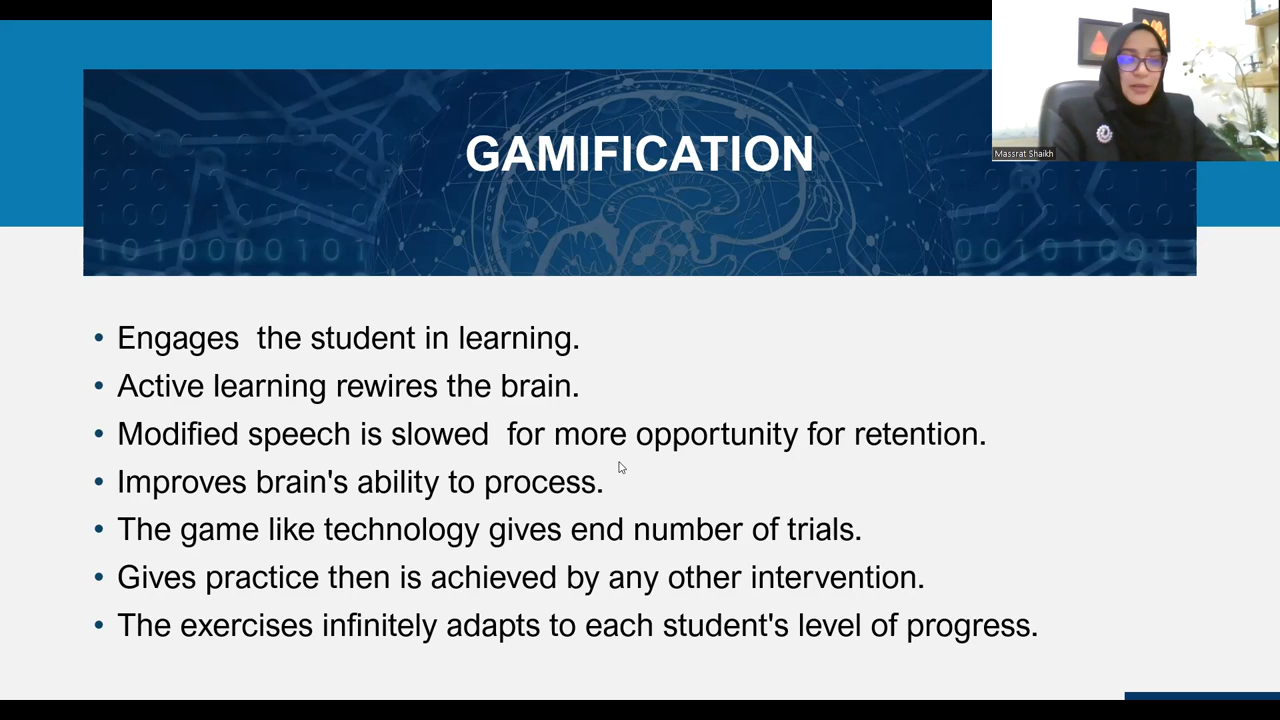 GAMIFICATION
Massrat Shaikh
• Engages  the student in learning.
• Active learning rewires the brain.
• Modified speech is slowed  for more opportunity for retention.
• Improves brain's ability to process.
• The game like technology gives end number of trials.
• Gives practice then is achieved by any other intervention.
• The exercises infinitely adapts to each student's level of progress.